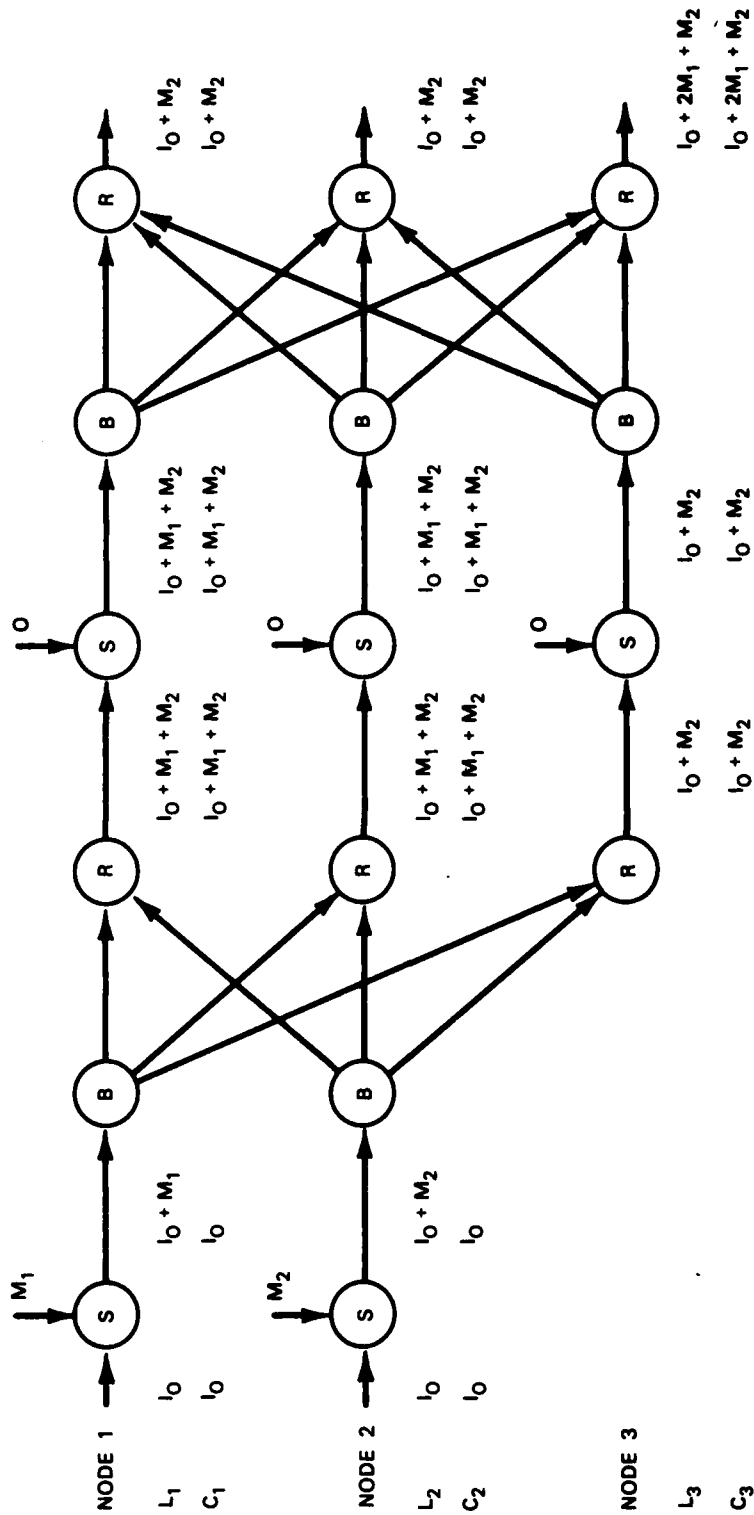 M₁ O
NODE 1 S B R S B R
L₁ I₀ I₀ + M₁ I₀ + M₁ + M₂ I₀ + M₁ + M₂ I₀ + M₂
C₁ I₀ I₀ I₀ + M₁ + M₂ I₀ + M₁ + M₂ I₀ + M₂
M₂ O
NODE 2 S B R S B R
L₂ I₀ I₀ + M₂ I₀ + M₁ + M₂ I₀ + M₁ + M₂ I₀ + M₂
C₂ I₀ I₀ I₀ + M₁ + M₂ I₀ + M₁ + M₂ I₀ + M₂
O
NODE 3 R S B R
L₃ I₀ + M₂ I₀ + M₂ I₀ + 2M₁ + M₂
C₃ I₀ + M₂ I₀ + M₂ I₀ + 2M₁ + M₂